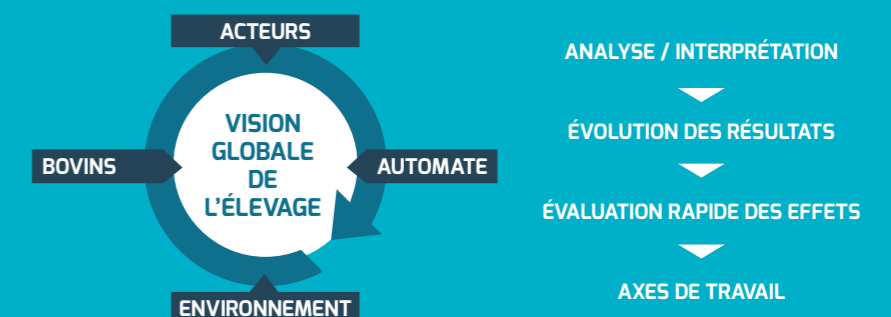 ACTEURS
BOVINS
VISION
GLOBALE
DE
L'ÉLEVAGE
AUTOMATE
ENVIRONNEMENT
ANALYSE / INTERPRÉTATION
ÉVOLUTION DES RÉSULTATS
ÉVALUATION RAPIDE DES EFFETS
AXES DE TRAVAIL